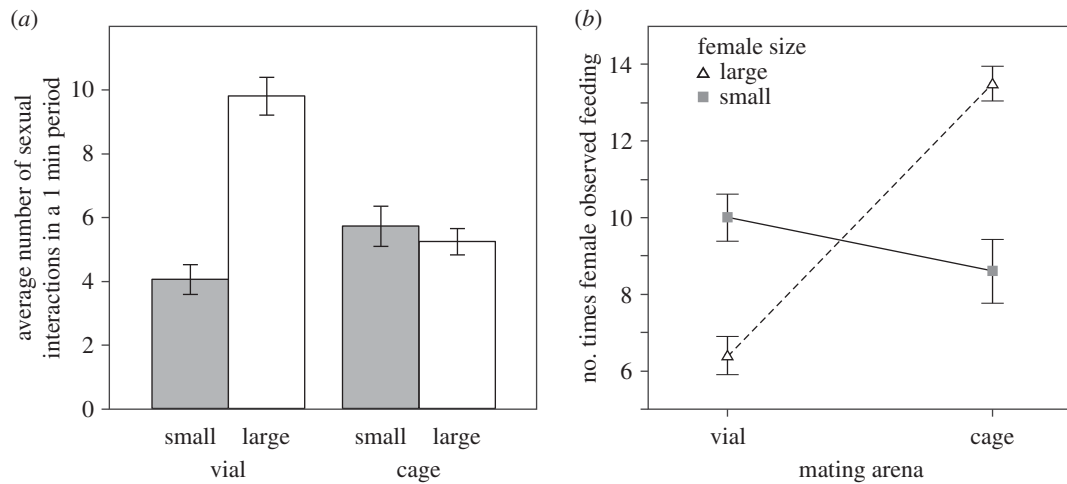 (a)
average number of sexual
interactions in a 1 min period
10
8
6
4
2
0
small large small large
vial cage
(b)
no. times female observed feeding
14
12
10
8
6
female size
large
small
vial cage
mating arena